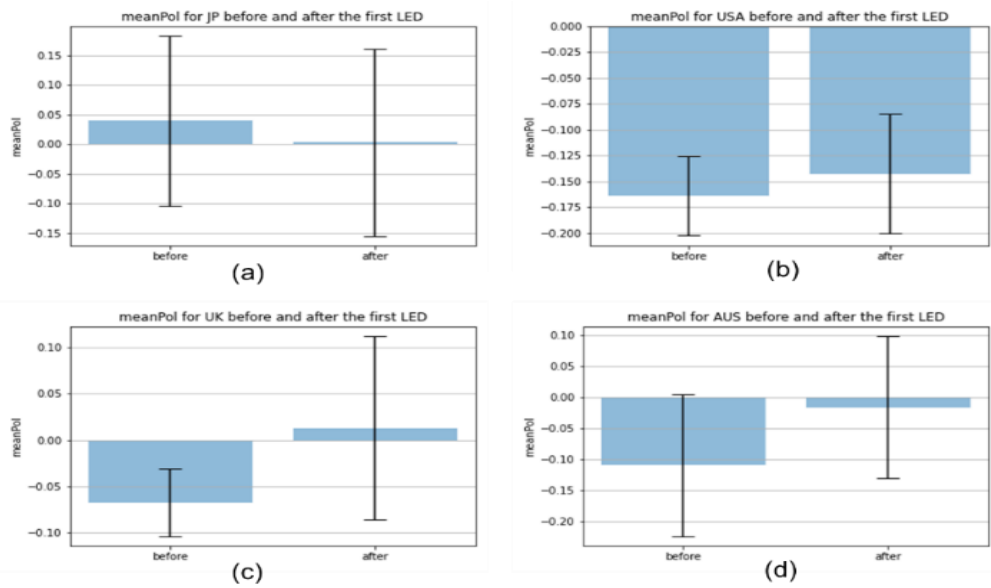 meanPol for JP before and after the first LED
0.15
0.10
0.05
0.00
−0.05
−0.10
−0.15
meanPol
before after
(a)
meanPol for USA before and after the first LED
0.000
−0.025
−0.050
−0.075
−0.100
−0.125
−0.150
−0.175
−0.200
meanPol
before after
(b)
meanPol for UK before and after the first LED
0.10
0.05
0.00
−0.05
−0.10
meanPol
before after
(c)
meanPol for AUS before and after the first LED
0.10
0.05
0.00
−0.05
−0.10
−0.15
−0.20
meanPol
before after
(d)